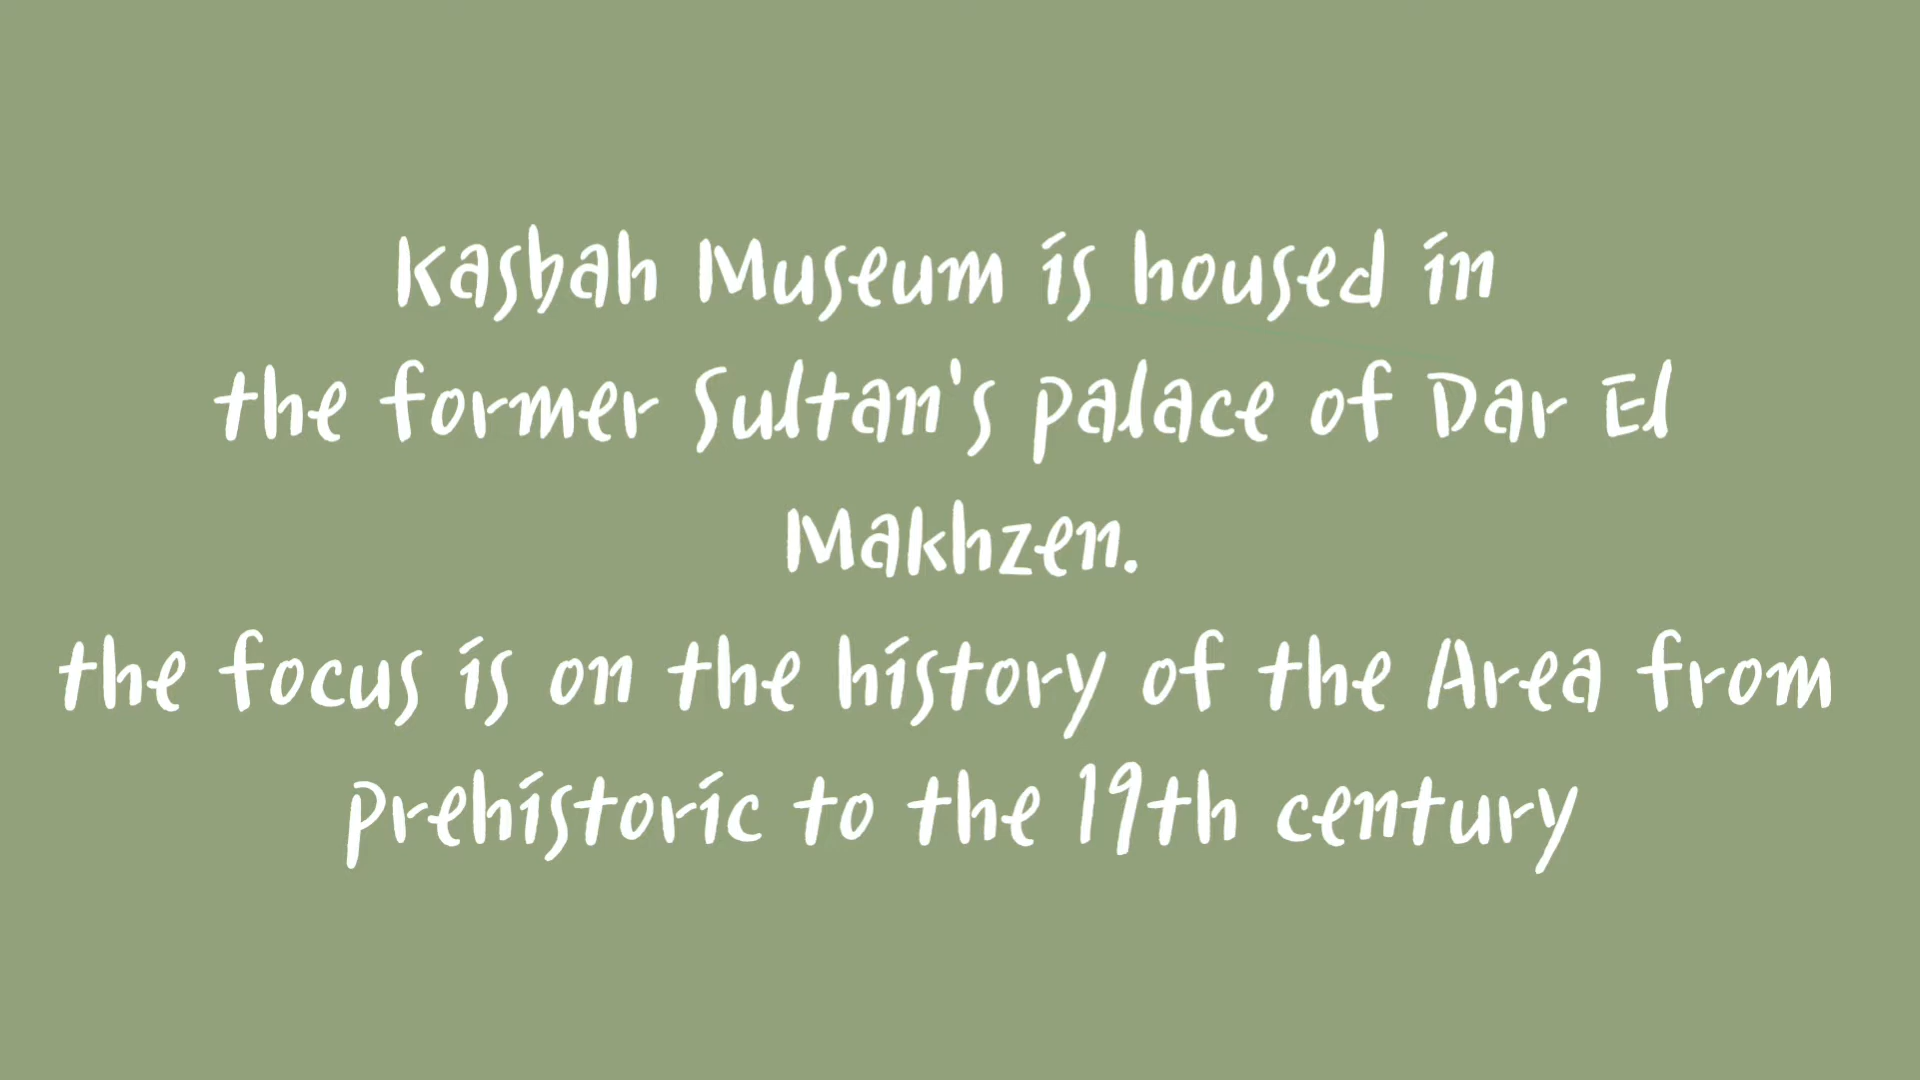 Kasbah Museum is housed in
the former Sultan's palace of Dar El
Makhzen.
the focus is on the history of the Area from
prehistoric to the 19th century